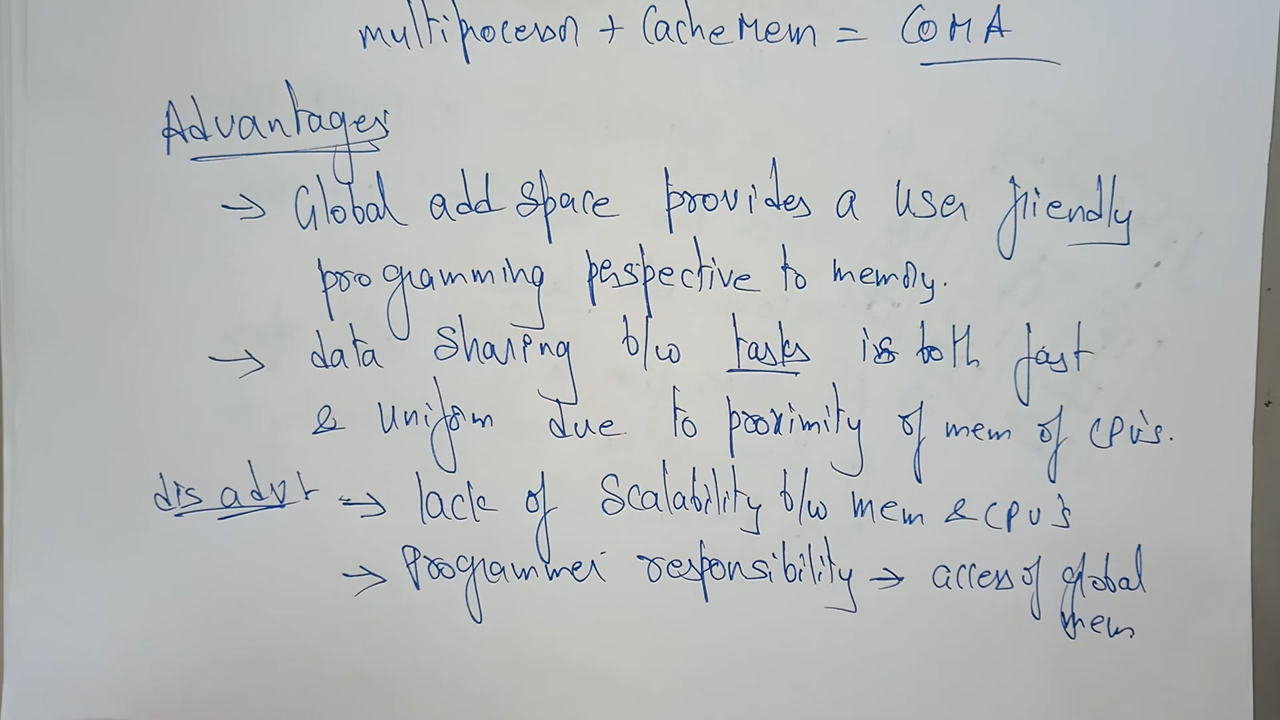 multiprocessor + Cache Mem = COMA
Advantages
→ Global add space provides a user friendly
programming perspective to memory.
→ data sharing b/w tasks is both fast
& uniform due to proximity of mem of CPU's.
disadvt → lack of Scalability b/w mem & CPU's
→ Programmer responsibility → access of global
mem